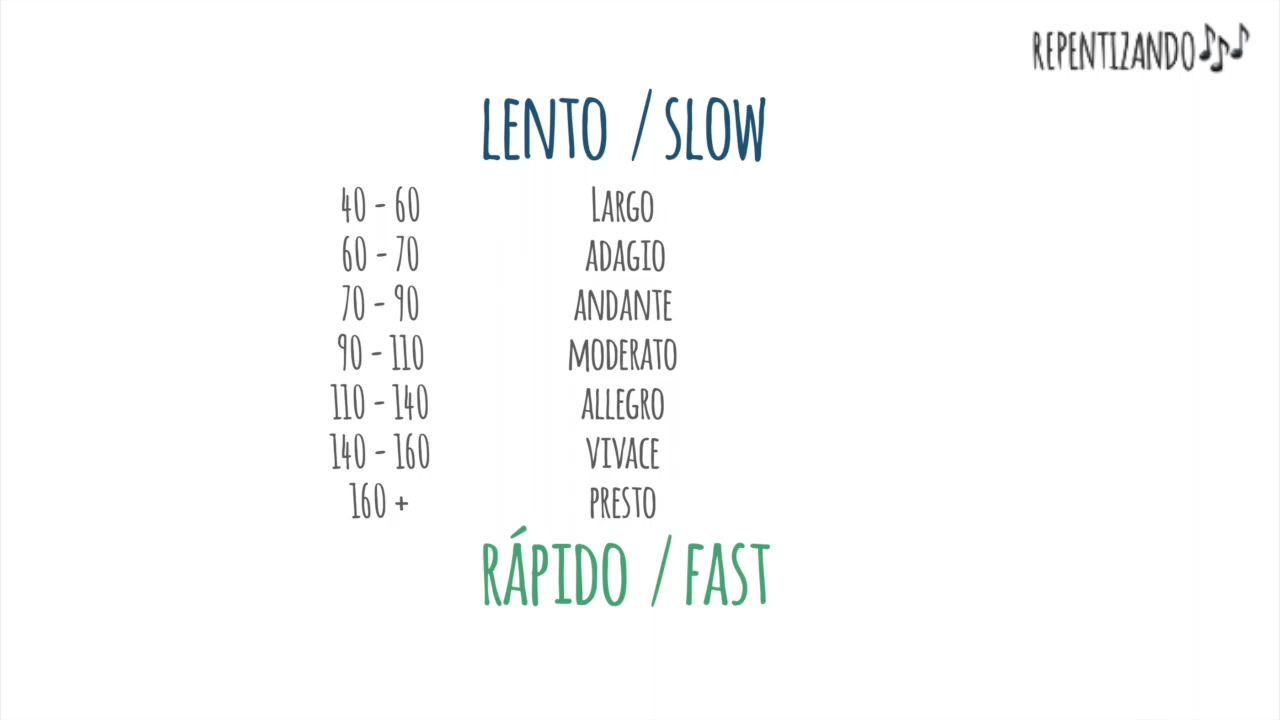 REPENTIZANDO
LENTO / SLOW
40 - 60 LARGO
60 - 70 ADAGIO
70 - 90 ANDANTE
90 - 110 MODERATO
110 - 140 ALLEGRO
140 - 160 VIVACE
160 + PRESTO
RÁPIDO / FAST